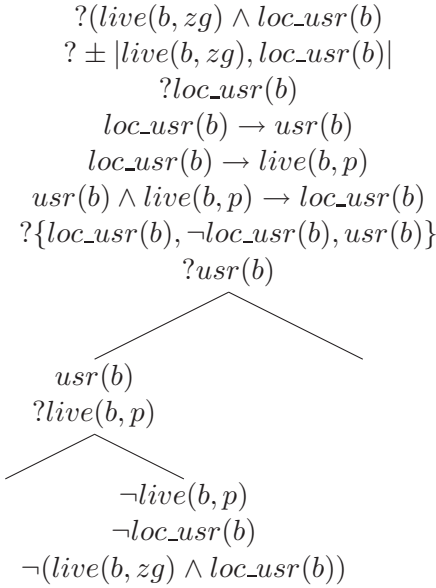 ?(live(b, zg) ∧ loc_usr(b)
? ± |live(b, zg), loc_usr(b)|
?loc_usr(b)
loc_usr(b) → usr(b)
loc_usr(b) → live(b, p)
usr(b) ∧ live(b, p) → loc_usr(b)
?{loc_usr(b), ¬loc_usr(b), usr(b)}
?usr(b)
usr(b)
?live(b, p)
¬live(b, p)
¬loc_usr(b)
¬(live(b, zg) ∧ loc_usr(b))